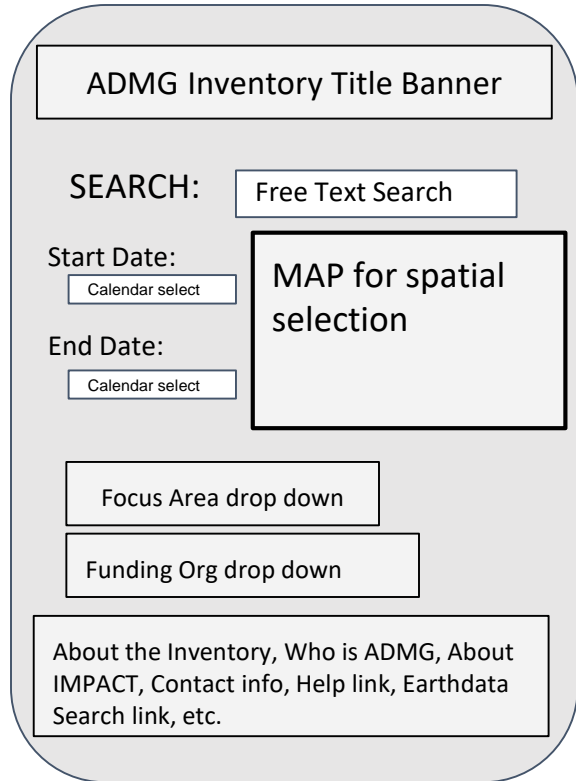 ADMG Inventory Title Banner
SEARCH:
Free Text Search
Start Date:
Calendar select
End Date:
Calendar select
MAP for spatial
selection
Focus Area drop down
Funding Org drop down
About the Inventory, Who is ADMG, About
IMPACT, Contact info, Help link, Earthdata
Search link, etc.